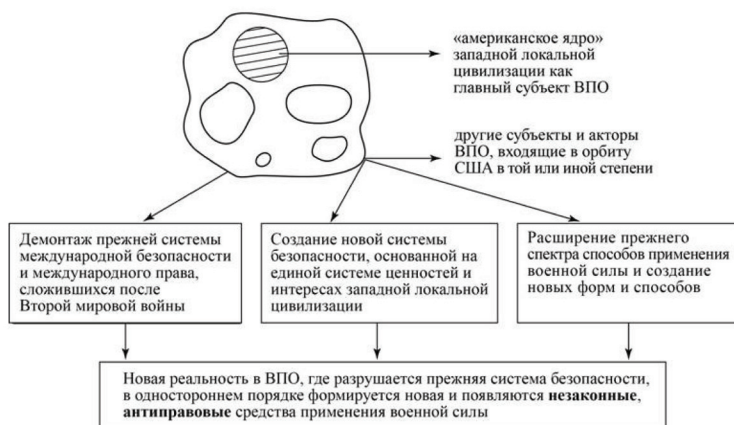 «американское ядро»
западной локальной
цивилизации как
главный субъект ВПО
другие субъекты и акторы
ВПО, входящие в орбиту
США в той или иной степени
Демонтаж прежней системы
международной безопасности
и международного права,
сложившихся после
Второй мировой войны
Создание новой системы
безопасности, основанной на
единой системе ценностей и
интересах западной локальной
цивилизации
Расширение прежнего
спектра способов применения
военной силы и создание
новых форм и способов
Новая реальность в ВПО, где разрушается прежняя система безопасности,
в одностороннем порядке формируется новая и появляются незаконные,
антиправовые средства применения военной силы